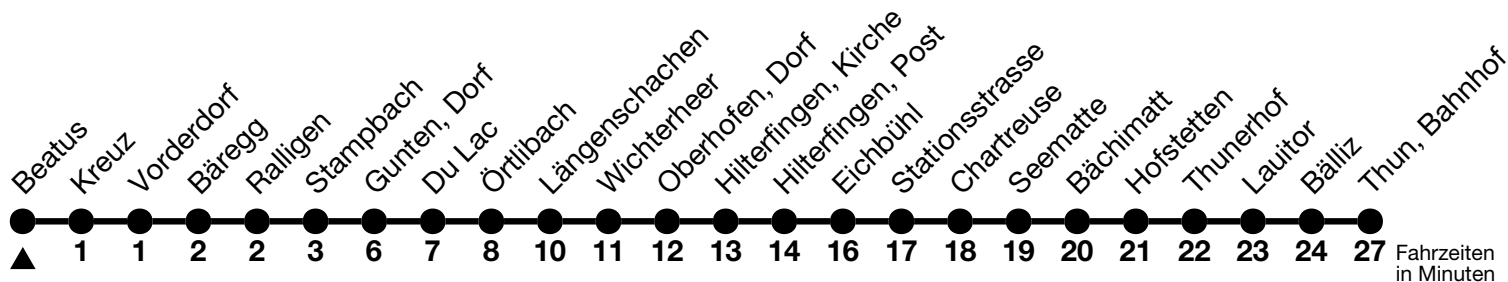 Beatus
Kreuz
Vorderdorf
Bäregg
Ralligen
Stampbach
Gunten, Dorf
Du Lac
Örtlibach
Längenschachen
Wichterheer
Oberhofen, Dorf
Hilterfingen, Kirche
Hilterfingen, Post
Eichbühl
Stationsstrasse
Chartreuse
Seematte
Bächimatt
Hofstetten
Thunerhof
Lauitor
Bälliz
Thun, Bahnhof
1 1 2 2 3 6 7 8 10 11 12 13 14 16 17 18 19 20 21 22 23 24 27
Fahrzeiten
in Minuten